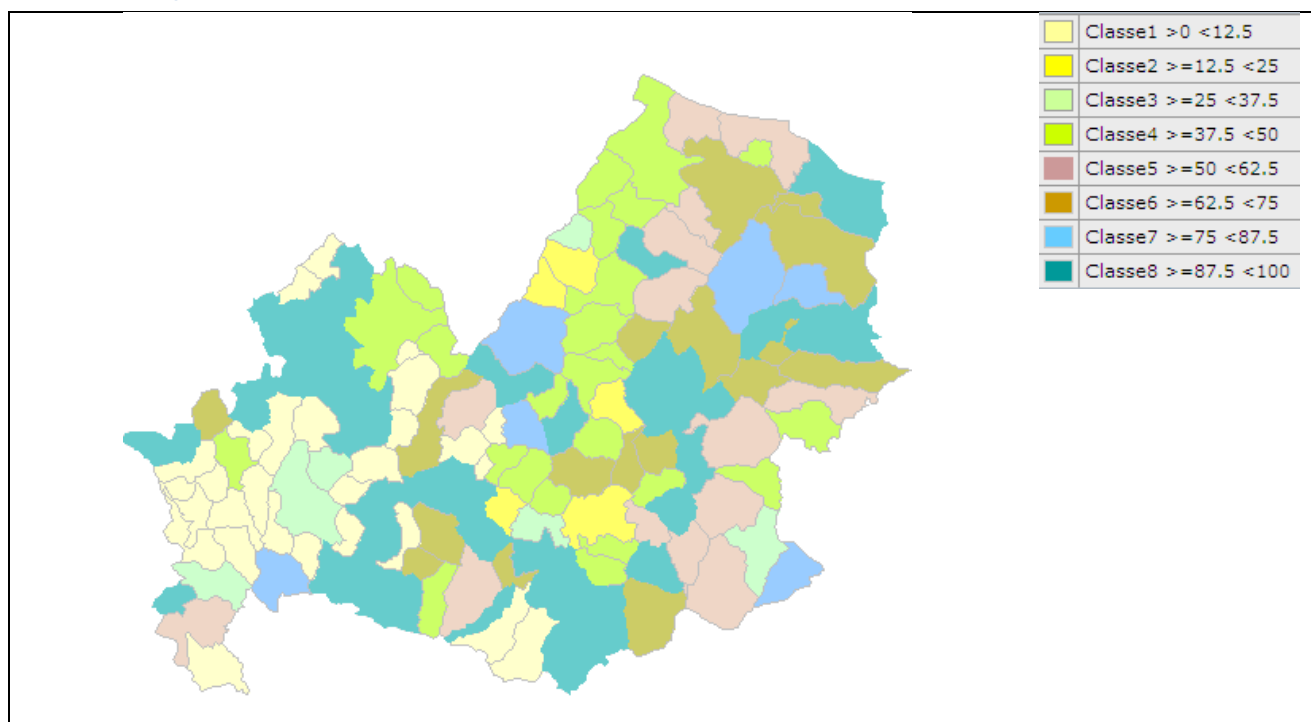 Classe1 >0 <12.5
Classe2 >=12.5 <25
Classe3 >=25 <37.5
Classe4 >=37.5 <50
Classe5 >=50 <62.5
Classe6 >=62.5 <75
Classe7 >=75 <87.5
Classe8 >=87.5 <100